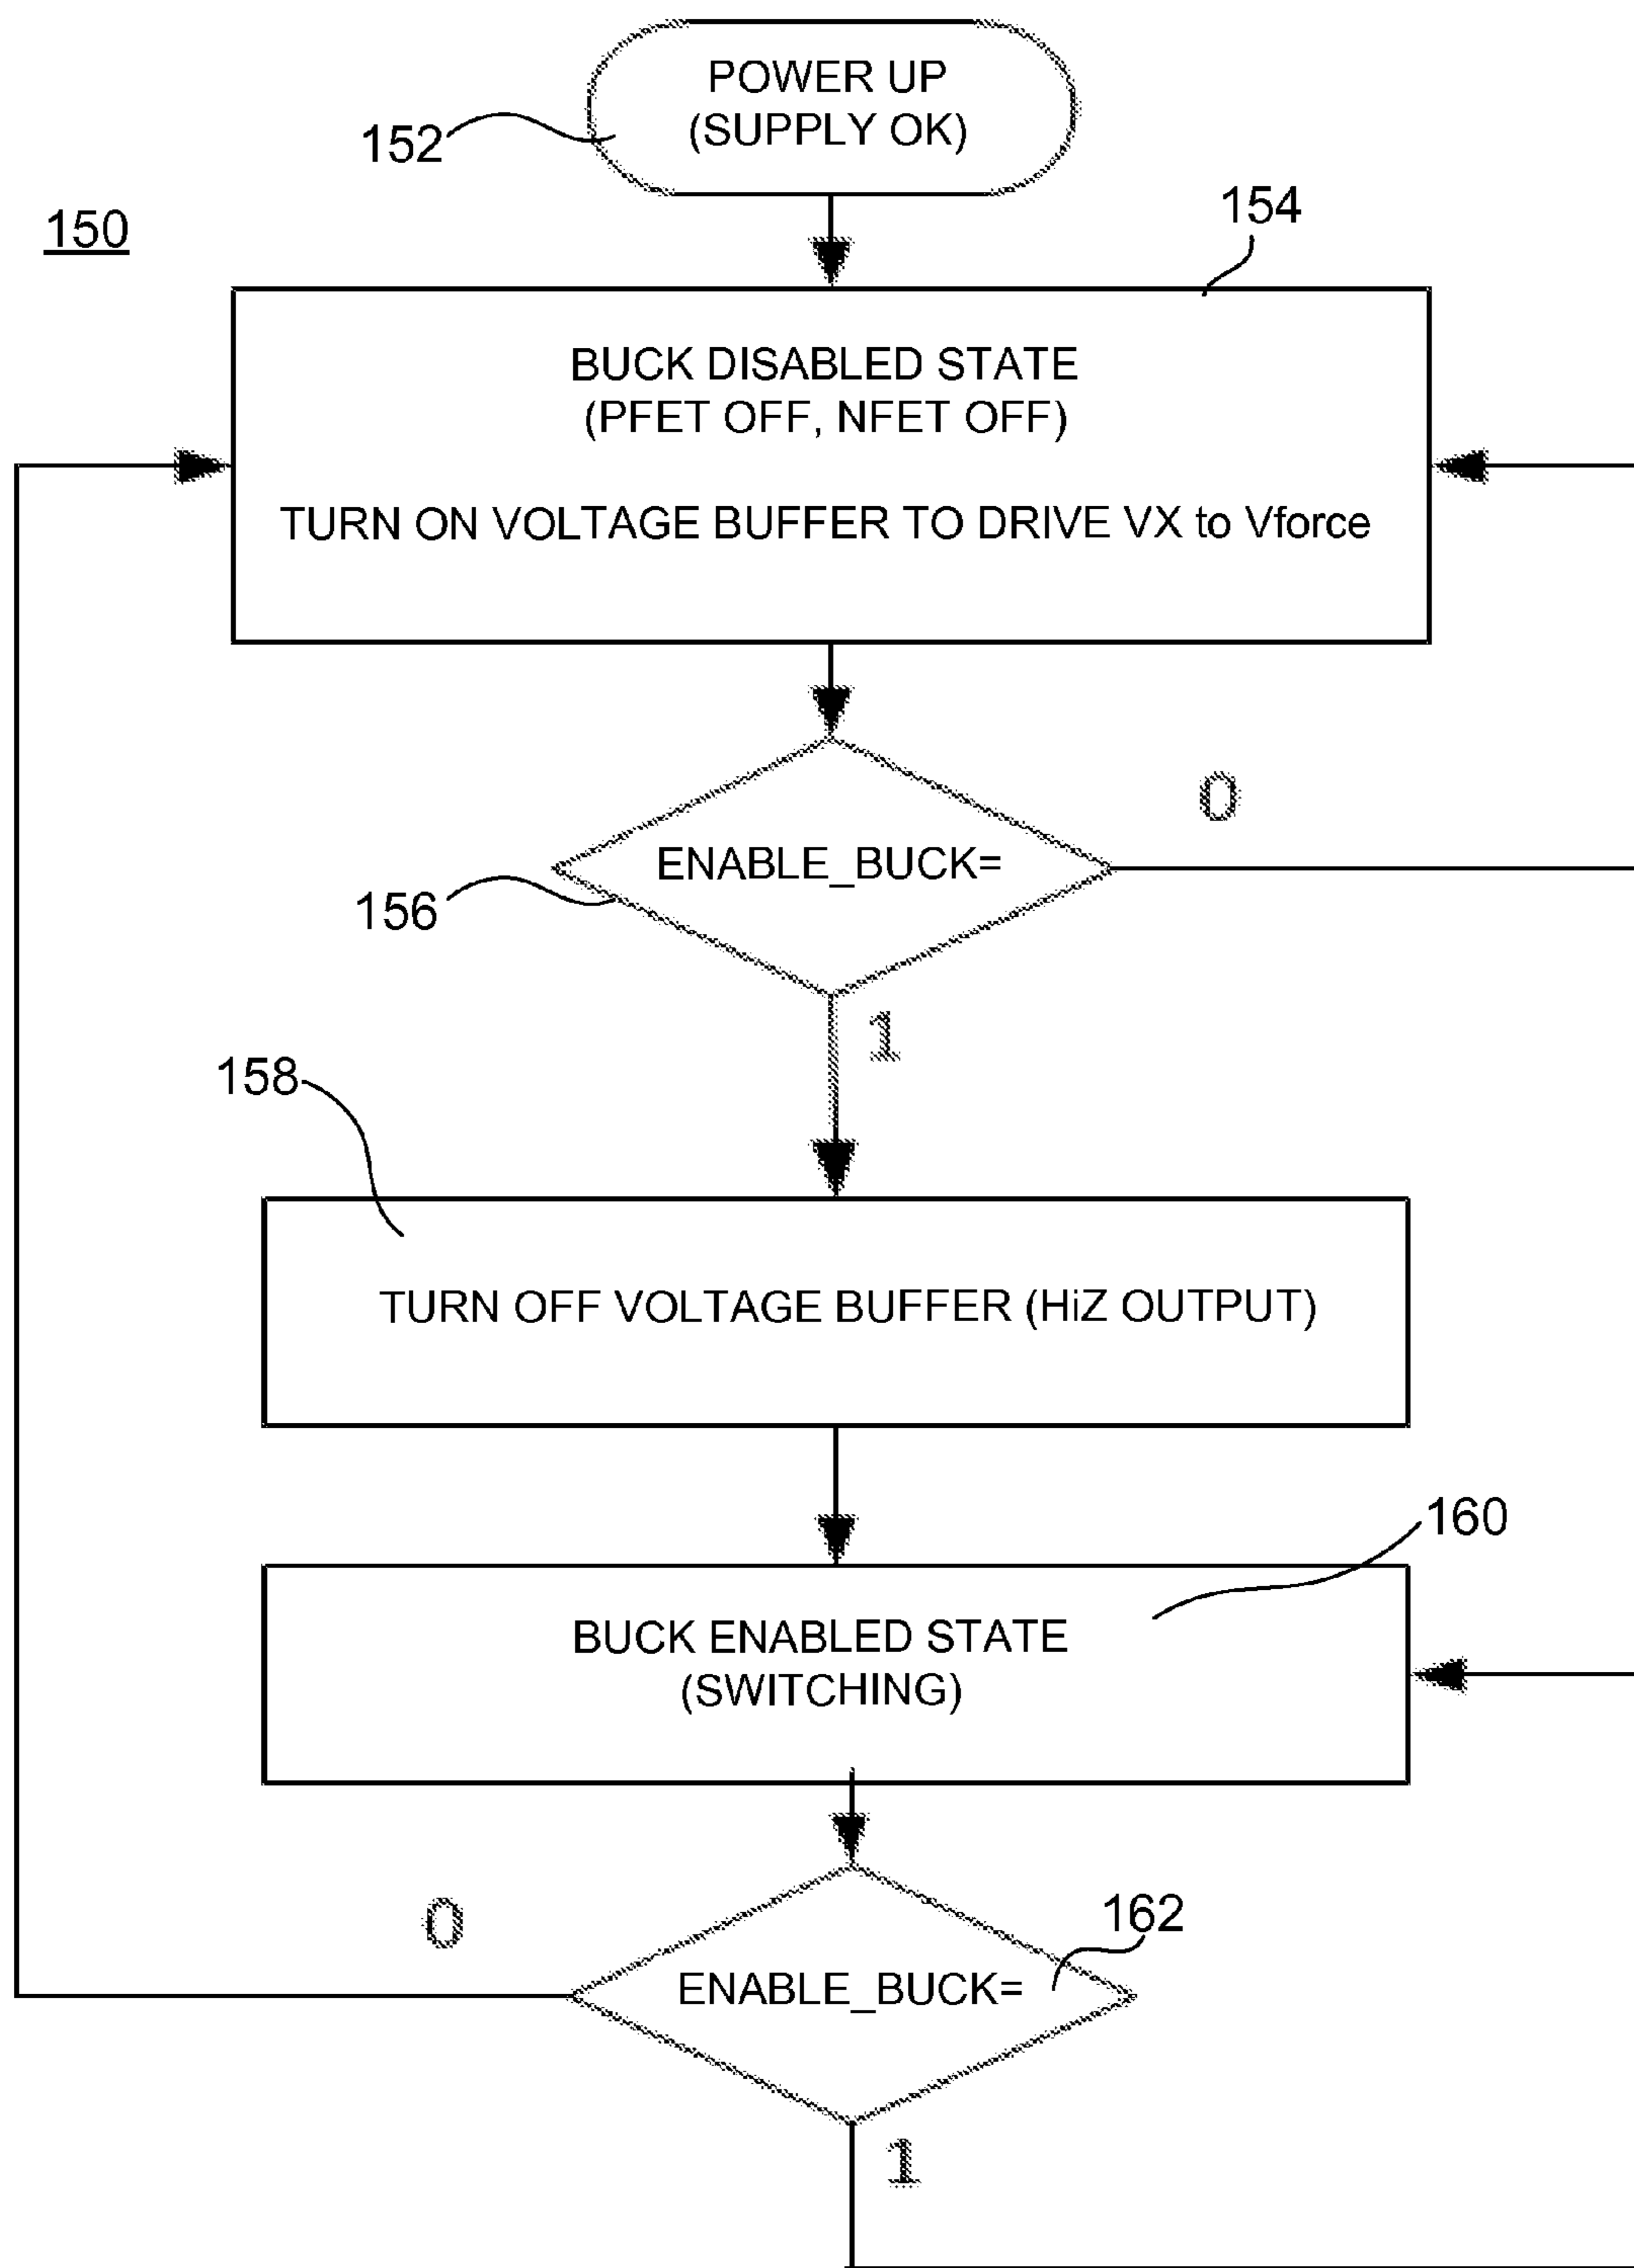 POWER UP
(SUPPLY OK)
152
150
154
BUCK DISABLED STATE
(PFET OFF, NFET OFF)
TURN ON VOLTAGE BUFFER TO DRIVE VX to Vforce
0
ENABLE_BUCK=
156
1
158
TURN OFF VOLTAGE BUFFER (HiZ OUTPUT)
160
BUCK ENABLED STATE
(SWITCHING)
0
162
ENABLE_BUCK=
1